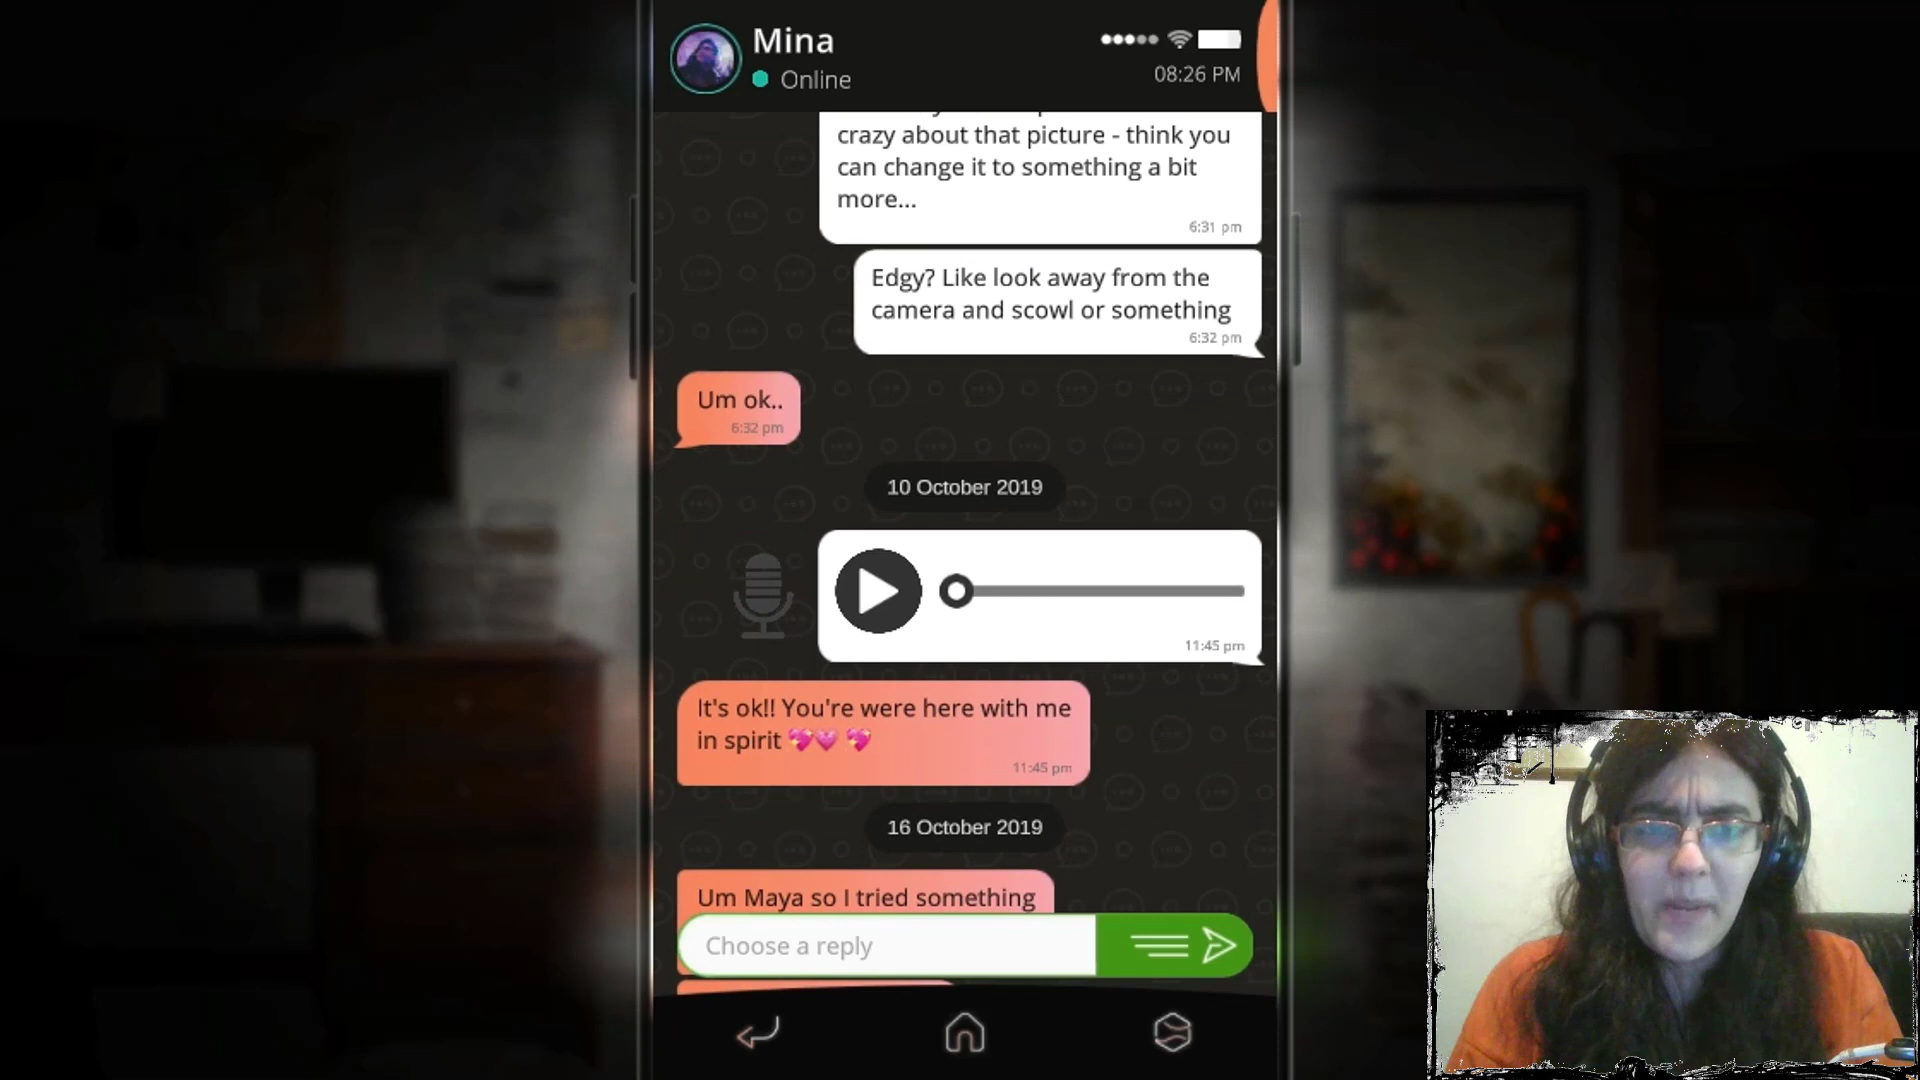 Mina
Online
08:26 PM
crazy about that picture - think you
can change it to something a bit
more...
6:31 pm
Edgy? Like look away from the
camera and scowl or something
6:32 pm
Um ok..
6:32 pm
10 October 2019
11:45 pm
It's ok!! You're were here with me
in spirit 💖💗 💖
11:45 pm
16 October 2019
Um Maya so I tried something
Choose a reply